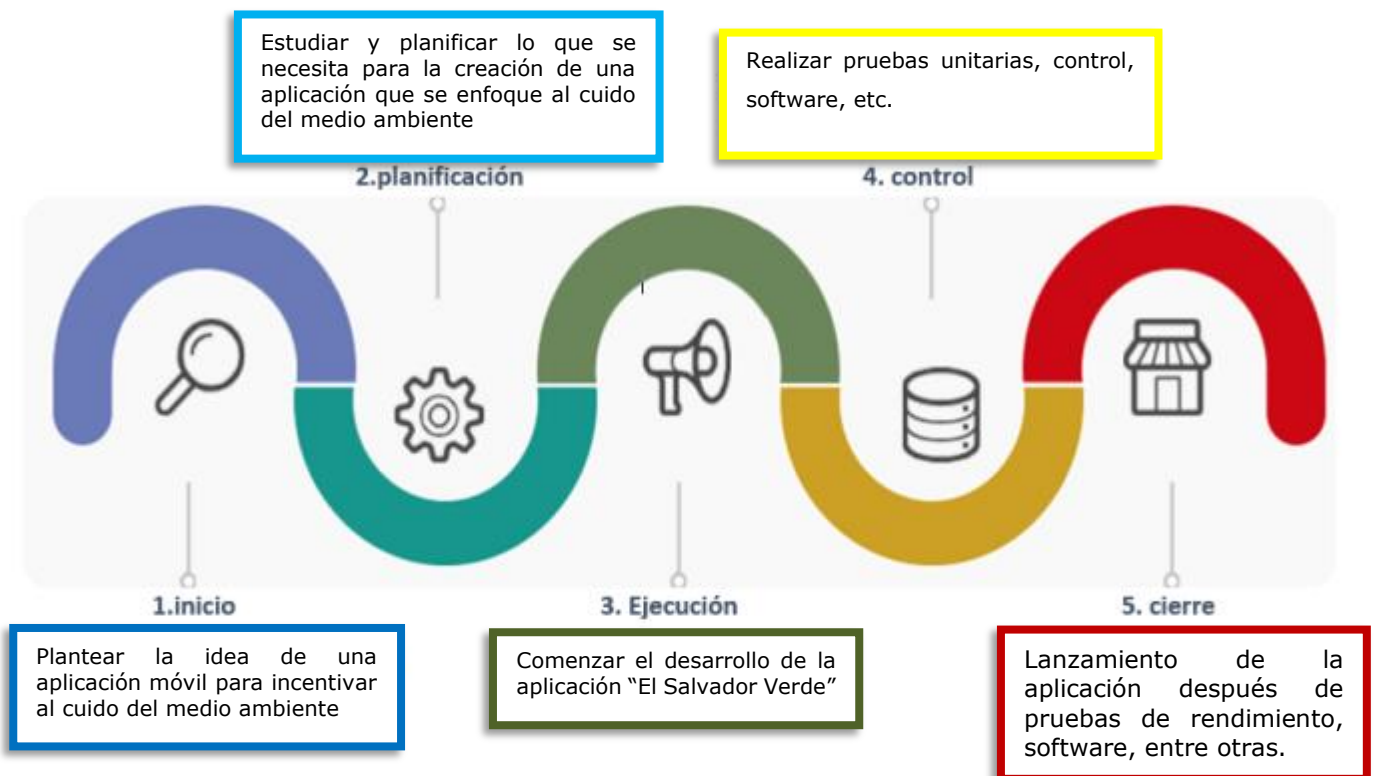 Estudiar y planificar lo que se
necesita para la creación de una
aplicación que se enfoque al cuido
del medio ambiente
Realizar pruebas unitarias, control,
software, etc.
2.planificación
4. control
1.inicio
3. Ejecución
5. cierre
Plantear la idea de una
aplicación móvil para incentivar
al cuido del medio ambiente
Comenzar el desarrollo de la
aplicación “El Salvador Verde”
Lanzamiento de la
aplicación después de
pruebas de rendimiento,
software, entre otras.